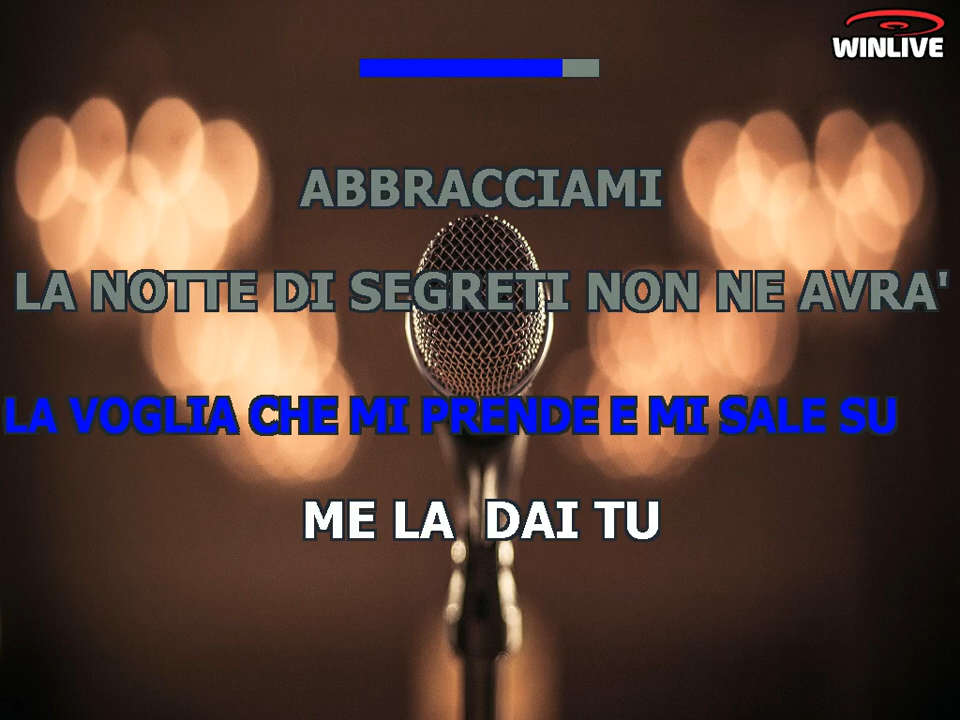 WINLIVE
ABBRACCIAMI
LA NOTTE DI SEGRETI NON NE AVRA'
LA VOGLIA CHE MI PRENDE E MI SALE SU
ME LA DAI TU